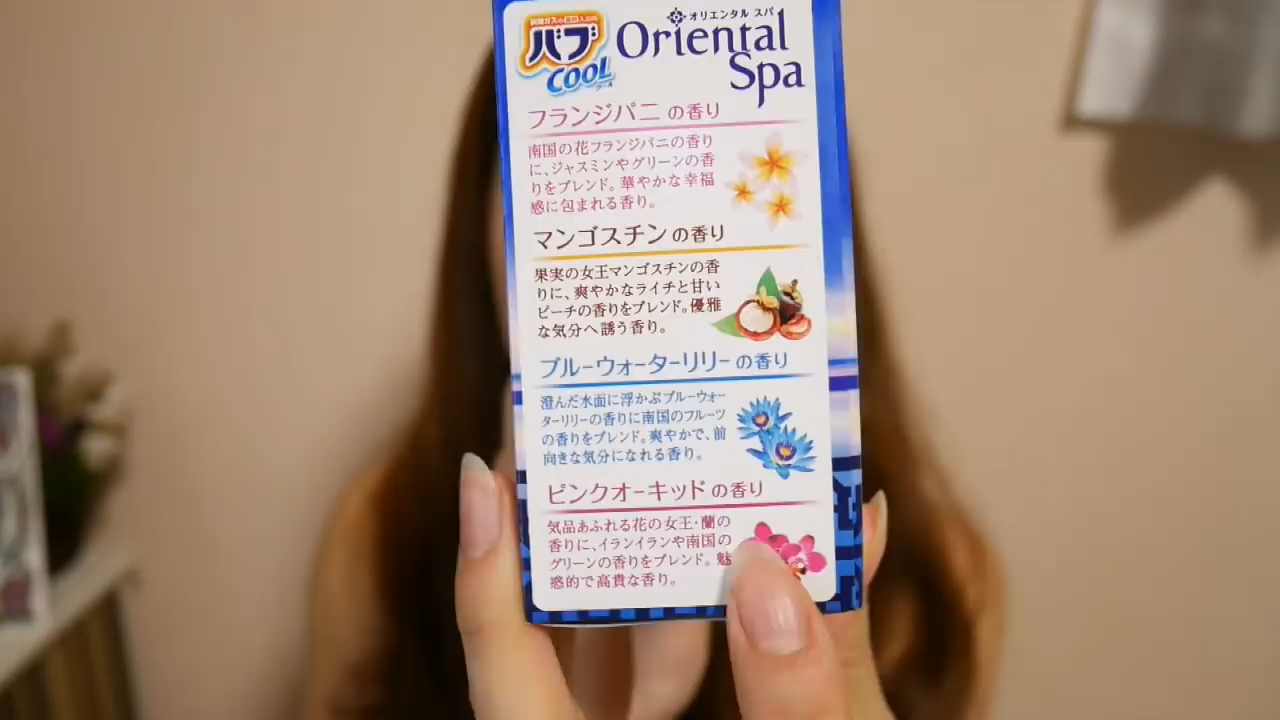 炭酸ガスの薬用入浴剤
バブ
COOL
クール
オリエンタル スパ
Oriental
Spa
フランジパニの香り
南国の花フランジパニの香り
に、ジャスミンやグリーンの香
りをブレンド。華やかな幸福
感に包まれる香り。
マンゴスチンの香り
果実の女王マンゴスチンの香
りに、爽やかなライチと甘い
ピーチの香りをブレンド。優雅
な気分へ誘う香り。
ブルーウォーターリリーの香り
澄んだ水面に浮かぶブルーウォー
ターリリーの香りに南国のフルーツ
の香りをブレンド。爽やかで、前
向きな気分になれる香り。
ピンクオーキッドの香り
気品あふれる花の女王・蘭の
香りに、イランイランや南国の
グリーンの香りをブレンド。魅
惑的で高貴な香り。